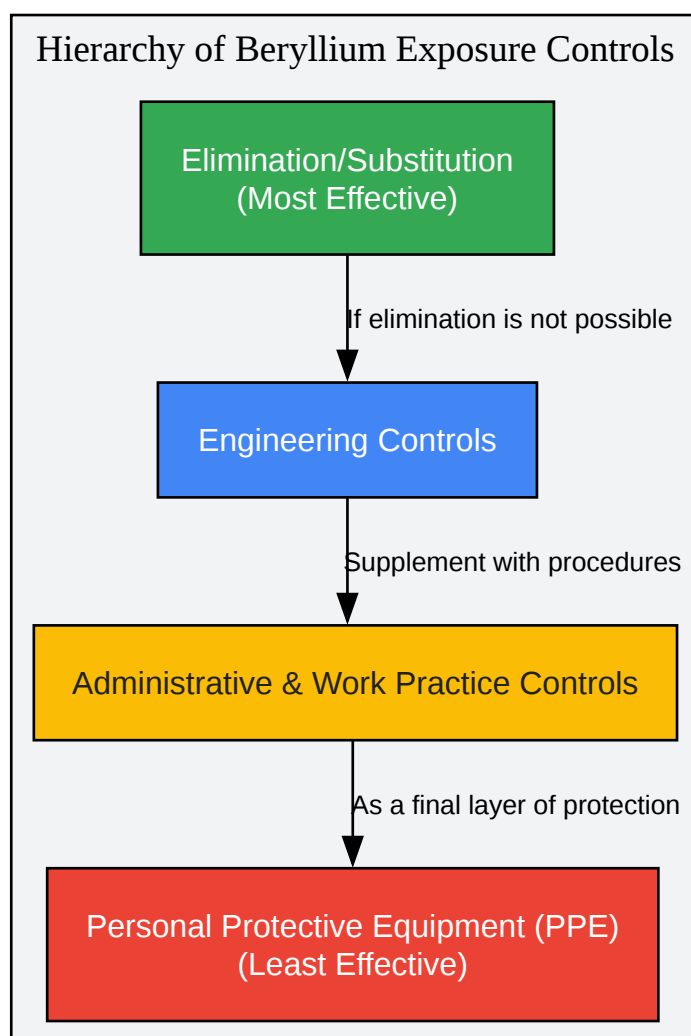 Hierarchy of Beryllium Exposure Controls
Elimination/Substitution
(Most Effective)
If elimination is not possible
Engineering Controls
Supplement with procedures
Administrative & Work Practice Controls
As a final layer of protection
Personal Protective Equipment (PPE)
(Least Effective)